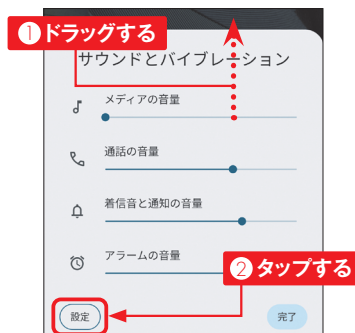 ①ドラッグする
サウンドとバイブレーション
メディアの音量
通話の音量
着信音と通知の音量
アラームの音量
②タップする
設定
完了